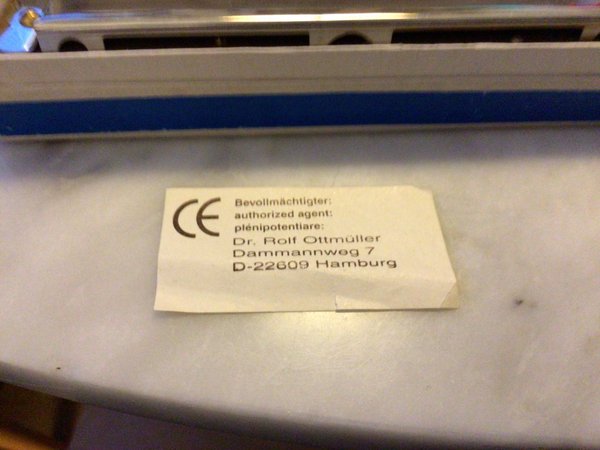 CE
Bevollmächtigter:
authorized agent:
plénipotentiare:
Dr. Rolf Ottmüller
Dammannweg 7
D-22609 Hamburg